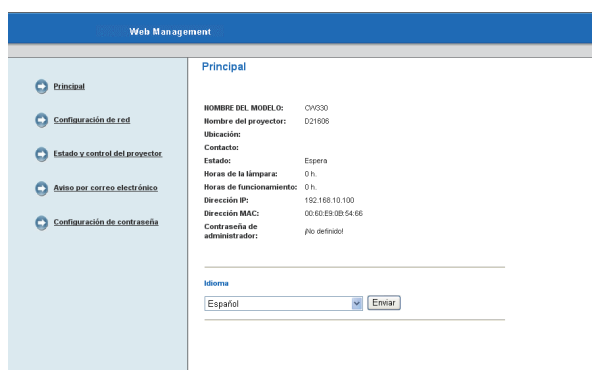 Web Management
Principal
Configuración de red
Estado y control del proyector
Aviso por correo electrónico
Configuración de contraseña
Principal
NOMBRE DEL MODELO: CW330
Nombre del proyector: D21606
Ubicación:
Contacto:
Estado: Espera
Horas de la lámpara: 0 h.
Horas de funcionamiento: 0 h.
Dirección IP: 192.168.10.100
Dirección MAC: 00:60:E9:0B:54:66
Contraseña de
administrador: ¡No definido!
Idioma
Español
Enviar